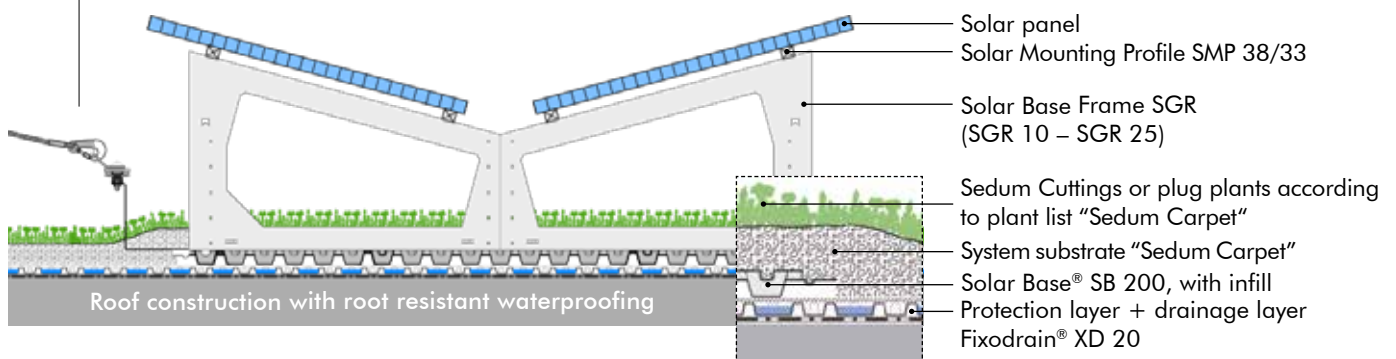 Solar panel
Solar Mounting Profile SMP 38/33
Solar Base Frame SGR
(SGR 10 – SGR 25)
Sedum Cuttings or plug plants according
to plant list “Sedum Carpet“
System substrate “Sedum Carpet”
Solar Base® SB 200, with infill
Protection layer + drainage layer
Fixodrain® XD 20
Roof construction with root resistant waterproofing